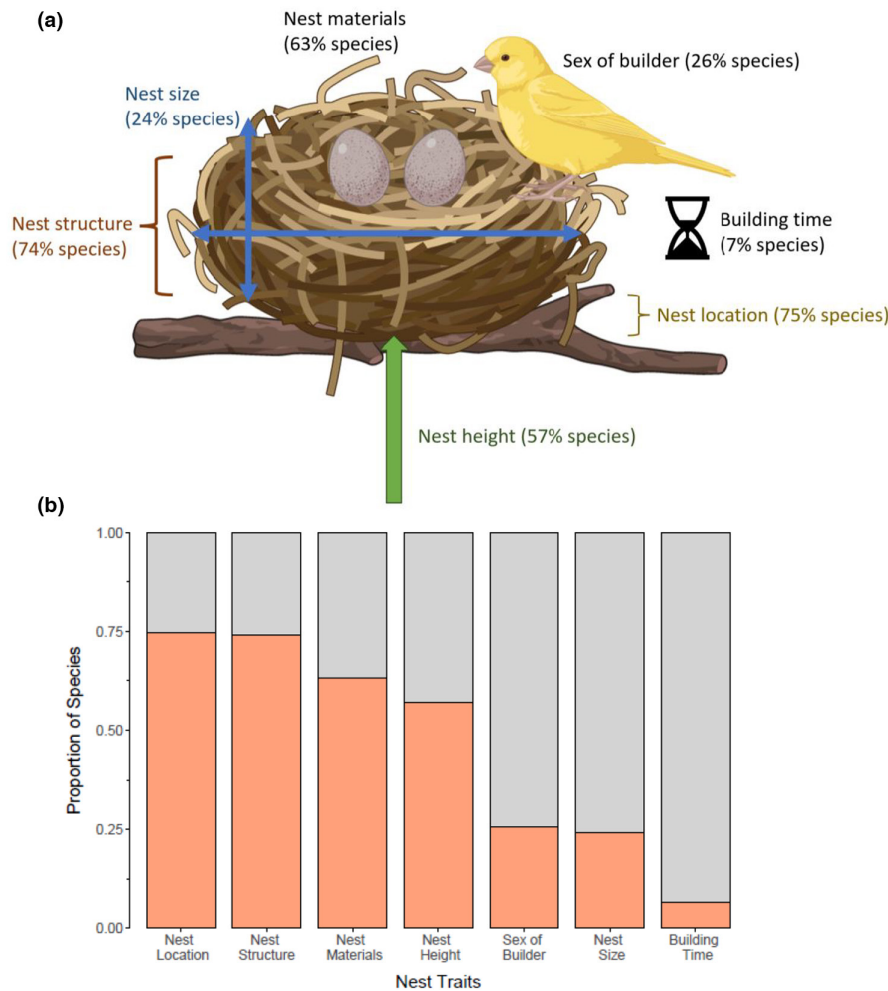 (a)
Nest materials
(63% species)
Sex of builder (26% species)
Nest size
(24% species)
Nest structure
(74% species)
Building time
(7% species)
Nest location (75% species)
Nest height (57% species)
(b)
1.00
0.75
0.50
0.25
0.00
Proportion of Species
Nest
Location
Nest
Structure
Nest
Materials
Nest
Height
Sex of
Builder
Nest
Size
Building
Time
Nest Traits